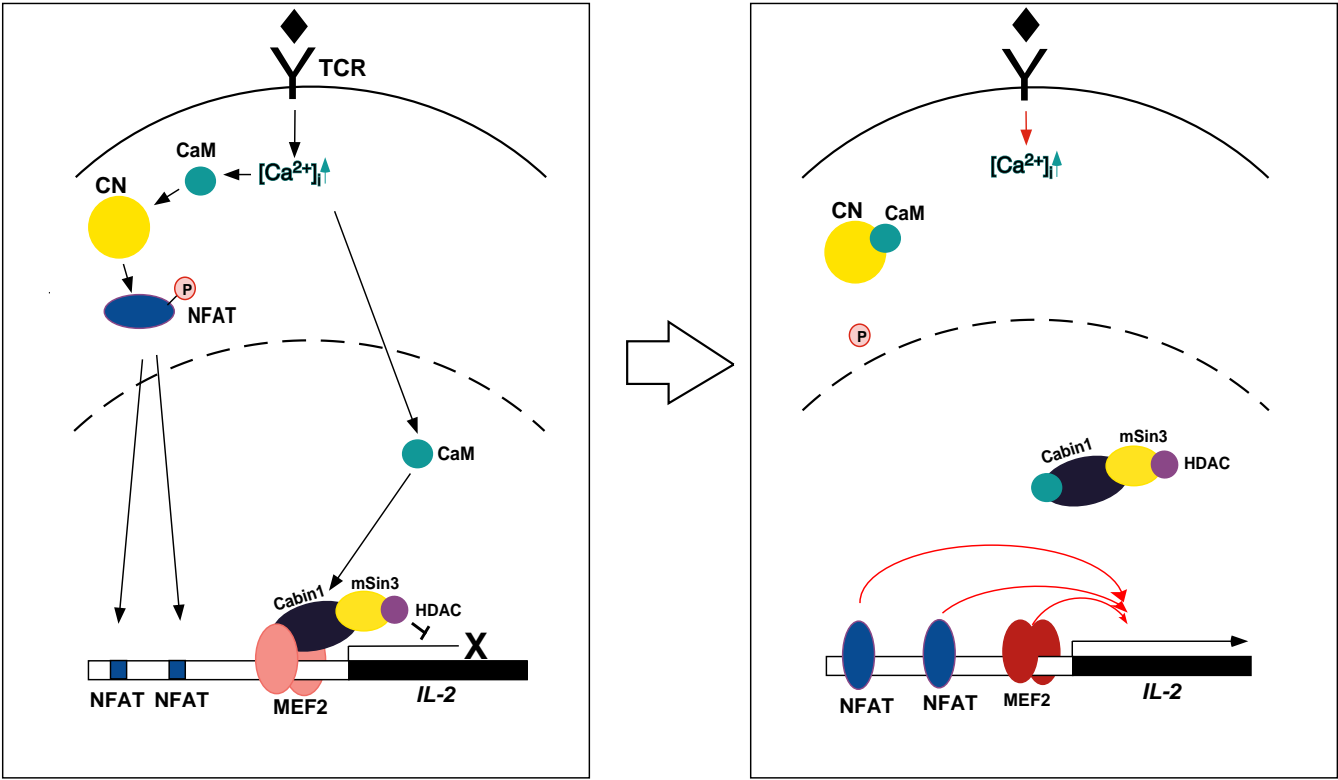 TCR
CaM
[Ca²⁺]ᵢ
CN
P
NFAT
CaM
Cabin1
mSin3
HDAC
X
NFAT NFAT
MEF2
IL-2
[Ca²⁺]ᵢ
CN
CaM
P
Cabin1
mSin3
HDAC
NFAT
NFAT
MEF2
IL-2